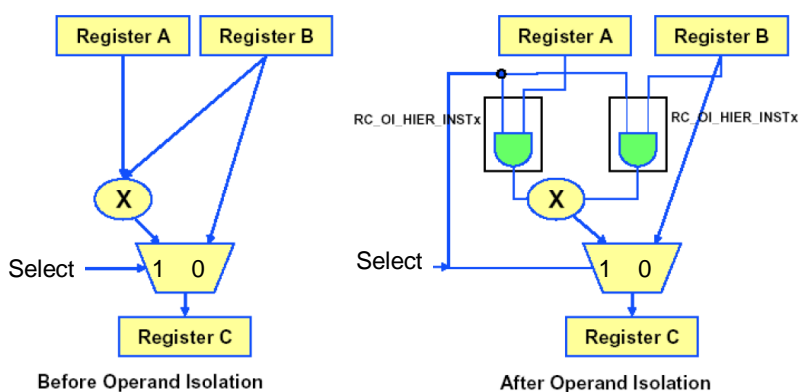 Register A
Register B
X
Select
1 0
Register C
Before Operand Isolation
Register A
Register B
RC_OI_HIER_INSTx
RC_OI_HIER_INSTx
X
Select
1 0
Register C
After Operand Isolation